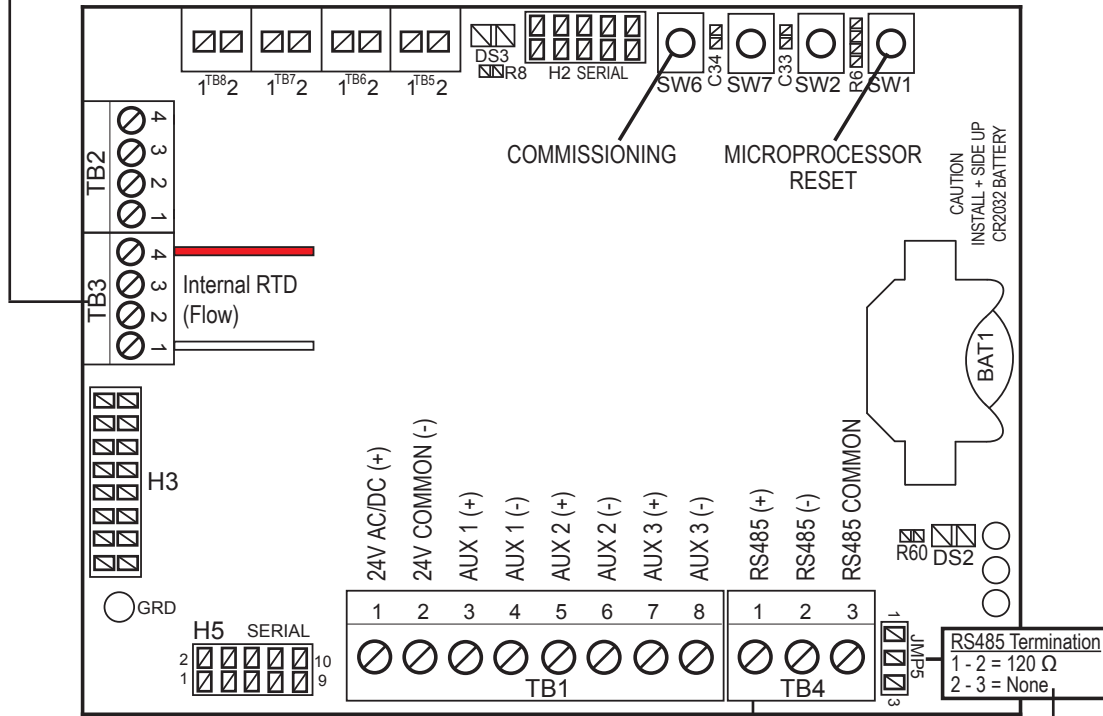 1 TB8 2
1 TB7 2
1 TB6 2
1 TB5 2
DS3
R8
H2 SERIAL
SW6
C34
SW7
C33
SW2
R6
SW1
COMMISSIONING
MICROPROCESSOR
RESET
CAUTION
INSTALL + SIDE UP
CR2032 BATTERY
TB2
4
3
2
1
TB3
4
3
2
1
Internal RTD
(Flow)
BAT1
H3
GRD
H5 SERIAL
2
1
10
9
24V AC/DC (+)
24V COMMON (-)
AUX 1 (+)
AUX 1 (-)
AUX 2 (+)
AUX 2 (-)
AUX 3 (+)
AUX 3 (-)
1 2 3 4 5 6 7 8
TB1
RS485 (+)
RS485 (-)
RS485 COMMON
1 2 3
TB4
R60
DS2
1
JMP5
3
RS485 Termination
1 - 2 = 120 Ω
2 - 3 = None